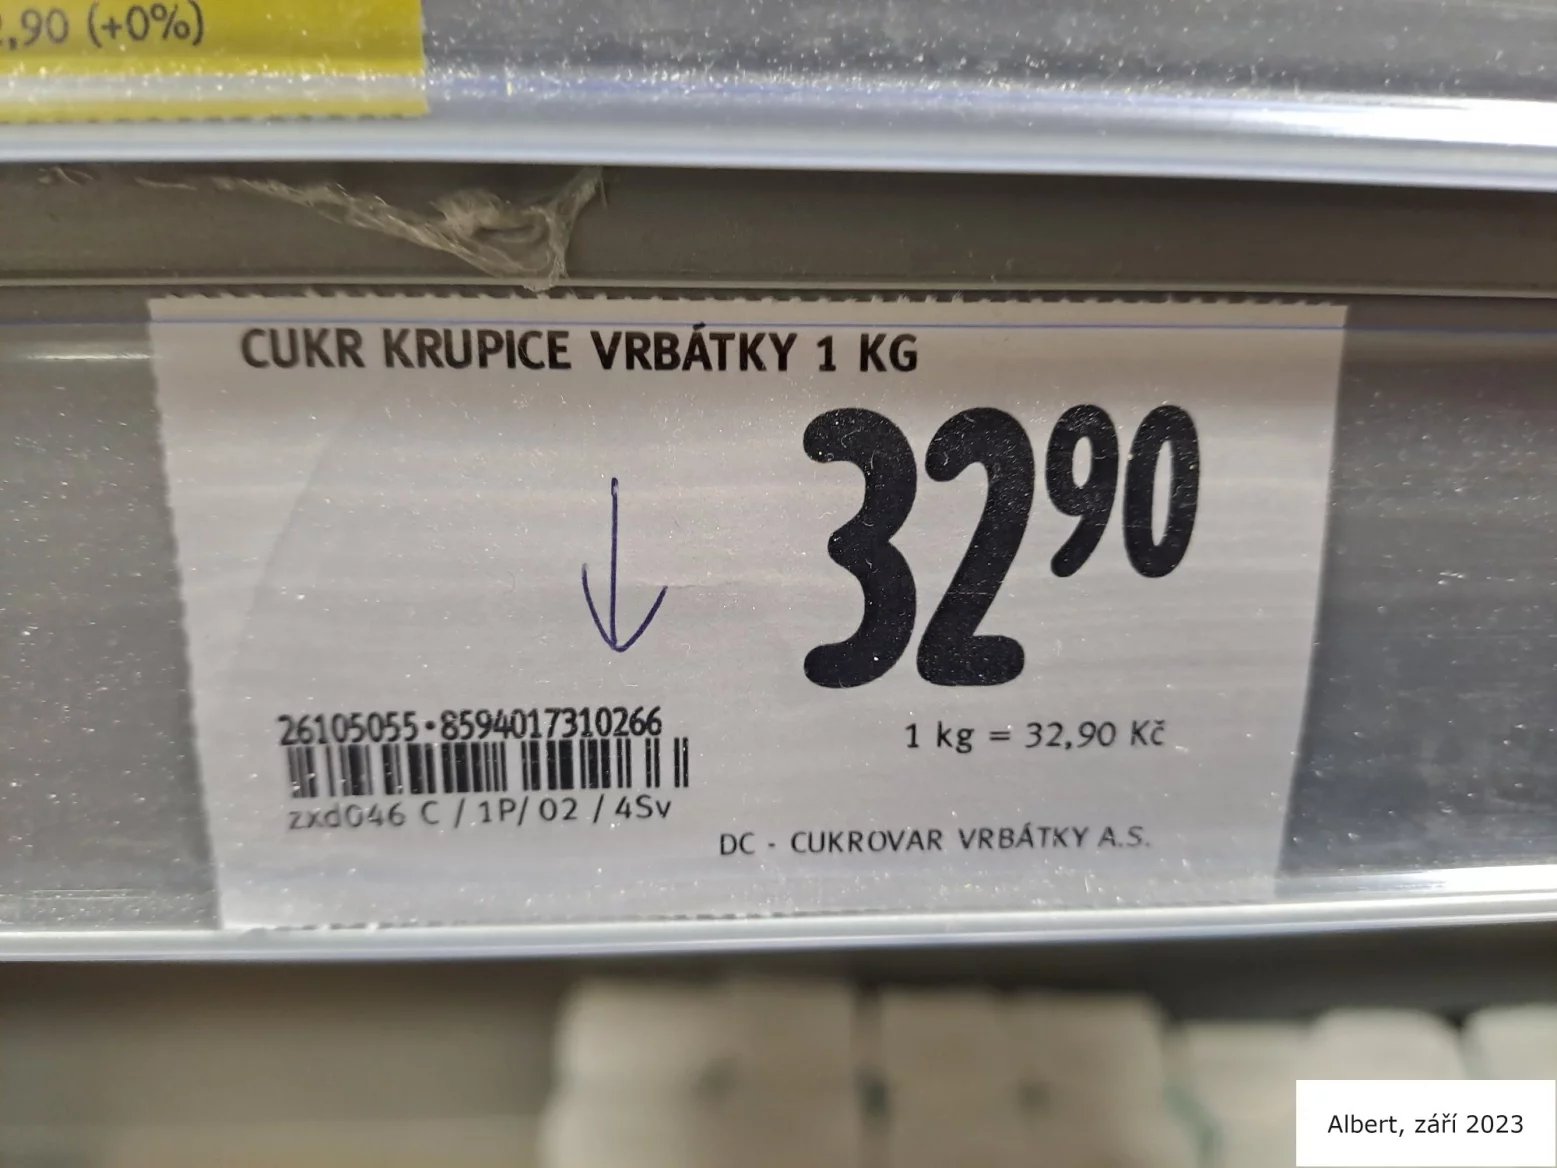 ,90 (+0%)
CUKR KRUPICE VRBÁTKY 1 KG
32 90
26105055·8594017310266
1 kg = 32,90 Kč
zxd046 C / 1P/ 02 / 4Sv
DC - CUKROVAR VRBÁTKY A.S.
Albert, září 2023